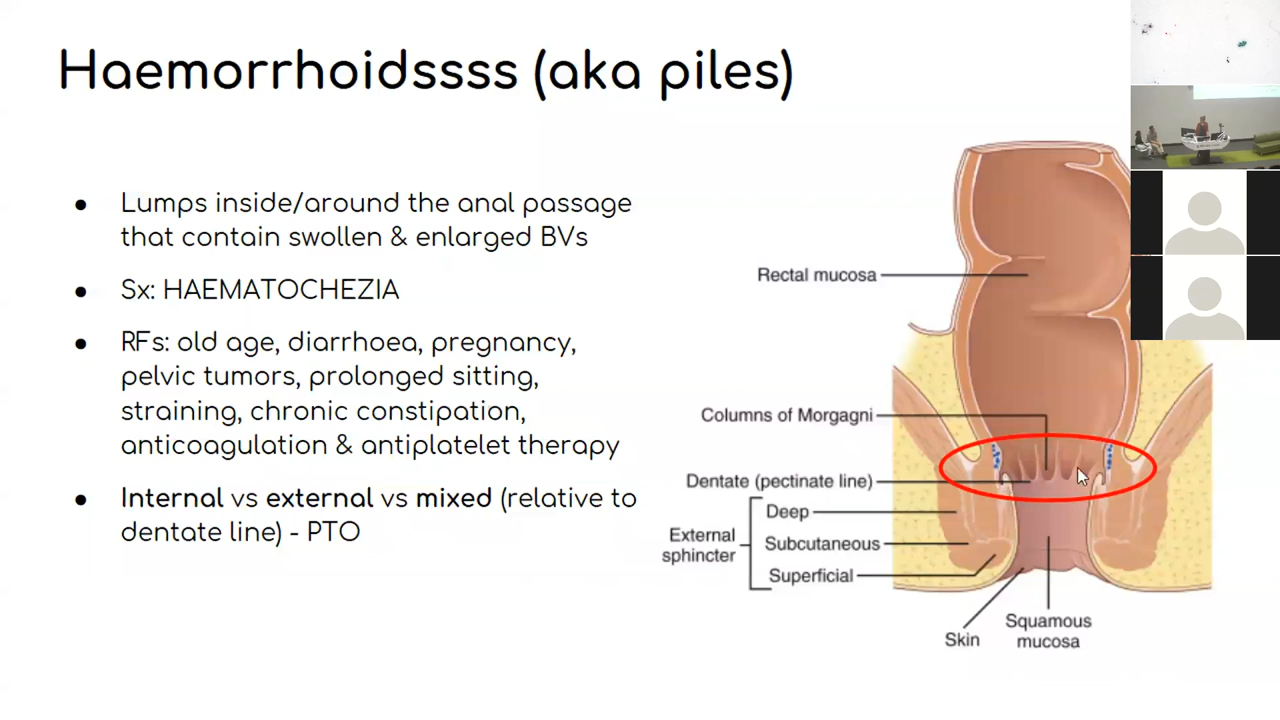 Haemorrhoidssss (aka piles)
● Lumps inside/around the anal passage
that contain swollen & enlarged BVs
● Sx: HAEMATOCHEZIA
● RFs: old age, diarrhoea, pregnancy,
pelvic tumors, prolonged sitting,
straining, chronic constipation,
anticoagulation & antiplatelet therapy
● Internal vs external vs mixed (relative to
dentate line) - PTO
Rectal mucosa
Columns of Morgagni
Dentate (pectinate line)
External
sphincter
Deep
Subcutaneous
Superficial
Skin
Squamous
mucosa